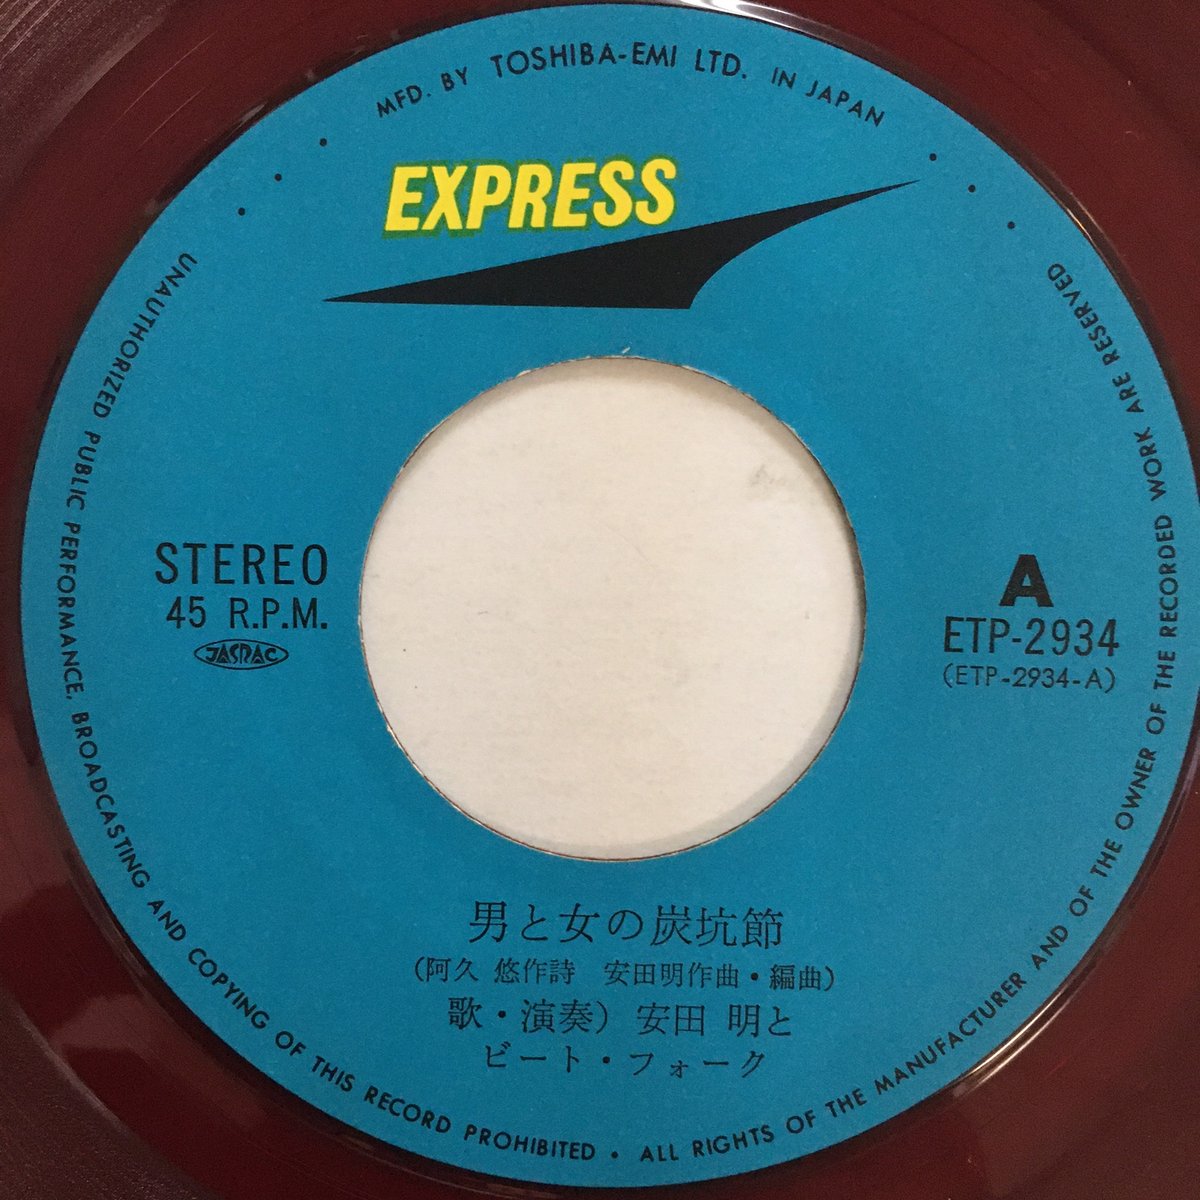 MFD. BY TOSHIBA-EMI LTD. IN JAPAN
EXPRESS
STEREO
45 R.P.M.
JASRAC
A
ETP-2934
(ETP-2934-A)
男と女の炭坑節
(阿久 悠作詩 安田明作曲・編曲)
歌・演奏) 安田 明と
ビート・フォーク
UNAUTHORIZED PUBLIC PERFORMANCE, BROADCASTING AND COPYING OF THIS RECORD PROHIBITED • ALL RIGHTS OF THE MANUFACTURER AND OF THE OWNER OF THE RECORDED WORK ARE RESERVED